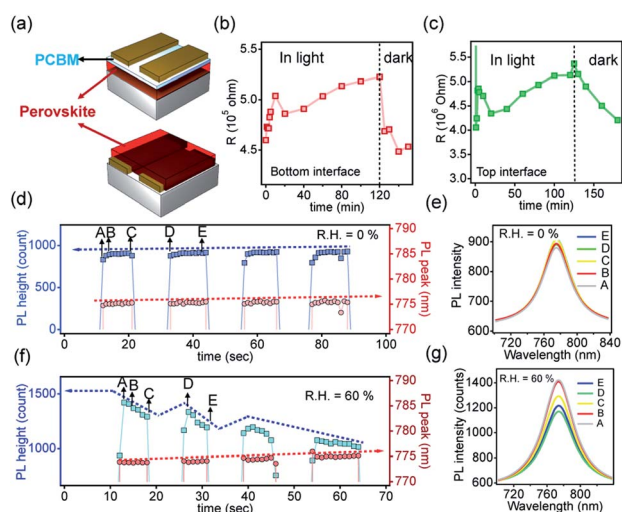 (a)
PCBM
Perovskite
(b)
In light
dark
R (10⁵ ohm)
5.5
5.0
4.5
Bottom interface
0 40 80 120
time (min)
(c)
In light
dark
R (10⁶ Ohm)
5.5
5.0
4.5
4.0
3.5
3.0
Top interface
0 50 100 150
time (min)
(d)
A B C D E
R.H. = 0 %
PL height (count)
1000
500
0
PL peak (nm)
790
785
780
775
770
0 20 40 60 80 100
time (sec)
(e)
R.H. = 0 %
E
D
C
B
A
PL intensity
900
800
700
600
720 780 840
Wavelength (nm)
(f)
A B C D E
R.H. = 60 %
PL height (count)
1500
1000
PL peak (nm)
790
785
780
775
770
0 10 20 30 40 50 60 70
time (sec)
(g)
R.H. = 60 %
E
D
C
B
A
PL intensity (counts)
1400
1200
1000
800
600
720 760 800
Wavelength (nm)